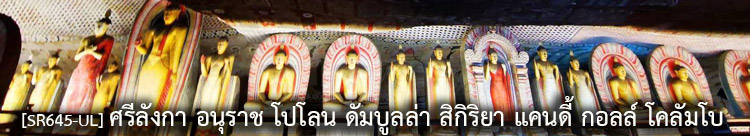 [SR645-UL] ศรีลังกา อนุราช โปโลน ดัมบูลล่า สิกิริยา แคนดี้ กอลล์ โคลัมโบ